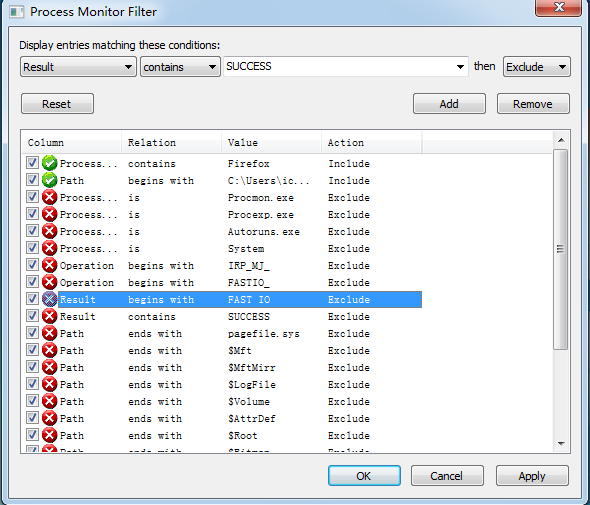 Process Monitor Filter
Display entries matching these conditions:
Result contains SUCCESS then Exclude
Reset Add Remove
Column Relation Value Action
Process... contains Firefox Include
Path begins with C:\Users\ic... Include
Process... is Procmon.exe Exclude
Process... is Procexp.exe Exclude
Process... is Autoruns.exe Exclude
Process... is System Exclude
Operation begins with IRP_MJ_ Exclude
Operation begins with FASTIO_ Exclude
Result begins with FAST IO Exclude
Result contains SUCCESS Exclude
Path ends with pagefile.sys Exclude
Path ends with $Mft Exclude
Path ends with $MftMirr Exclude
Path ends with $LogFile Exclude
Path ends with $Volume Exclude
Path ends with $AttrDef Exclude
Path ends with $Root Exclude
Path ends with $Bitmap Exclude
OK Cancel Apply